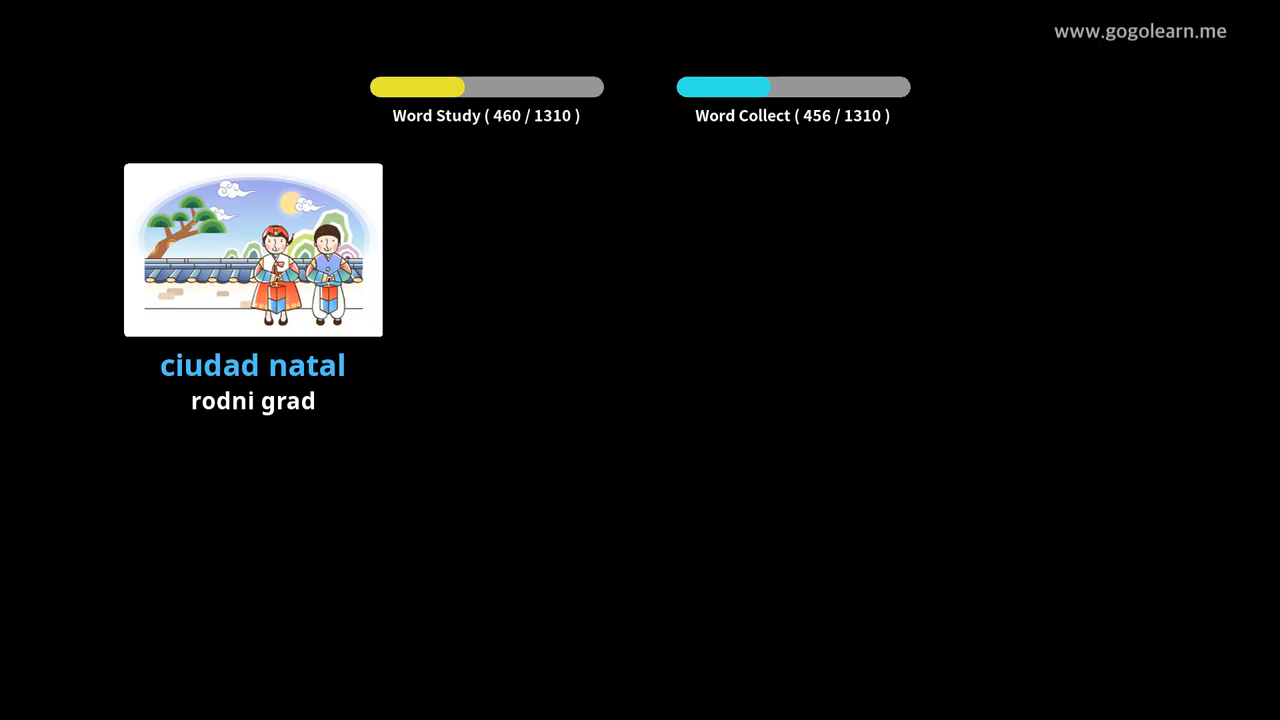 www.gogolearn.me
Word Study ( 460 / 1310 )
Word Collect ( 456 / 1310 )
ciudad natal
rodni grad